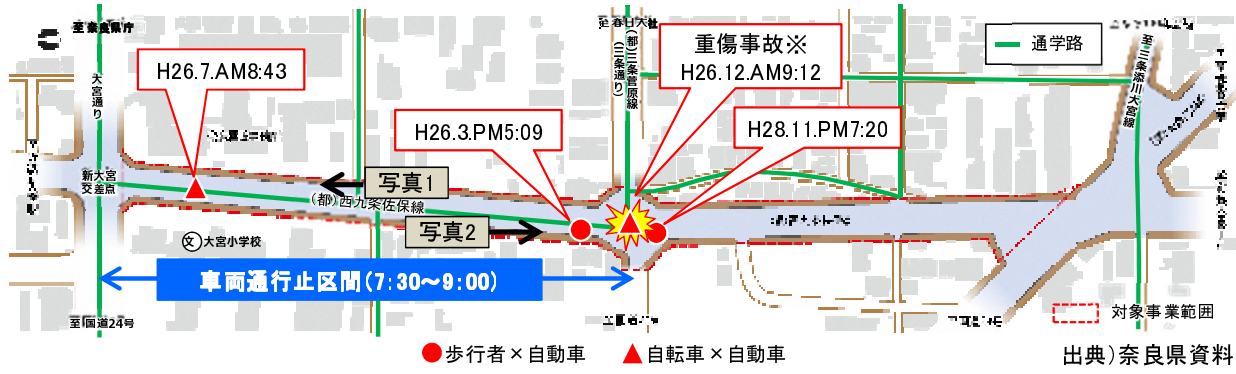 至 奈良県庁
至 春日大社
大宮通り
(都)三条菅原線
(三条通り)
至 三条添川大宮線
通学路
H26.7.AM8:43
重傷事故※
H26.12.AM9:12
H26.3.PM5:09
H28.11.PM7:20
新大宮
交差点
写真1
(都)西九条佐保線
写真2
文 大宮小学校
車両通行止区間(7:30～9:00)
至 国道24号
対象事業範囲
歩行者×自動車
自転車×自動車
出典)奈良県資料